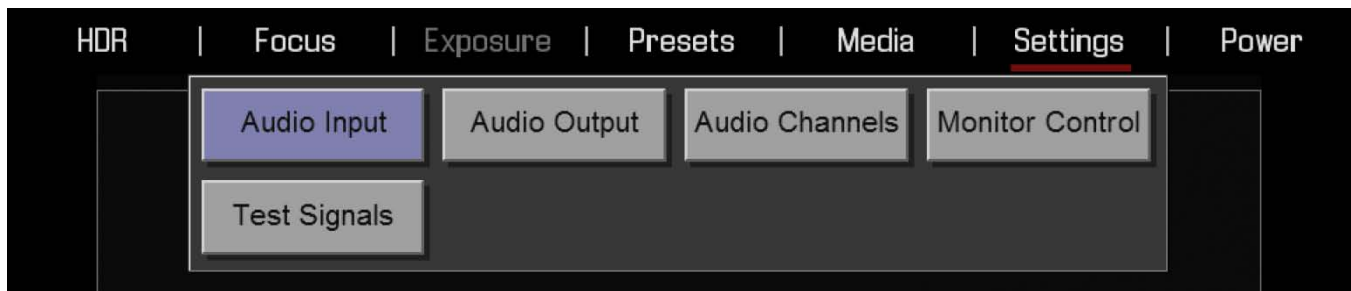 HDR | Focus | Exposure | Presets | Media | Settings | Power
Audio Input Audio Output Audio Channels Monitor Control
Test Signals